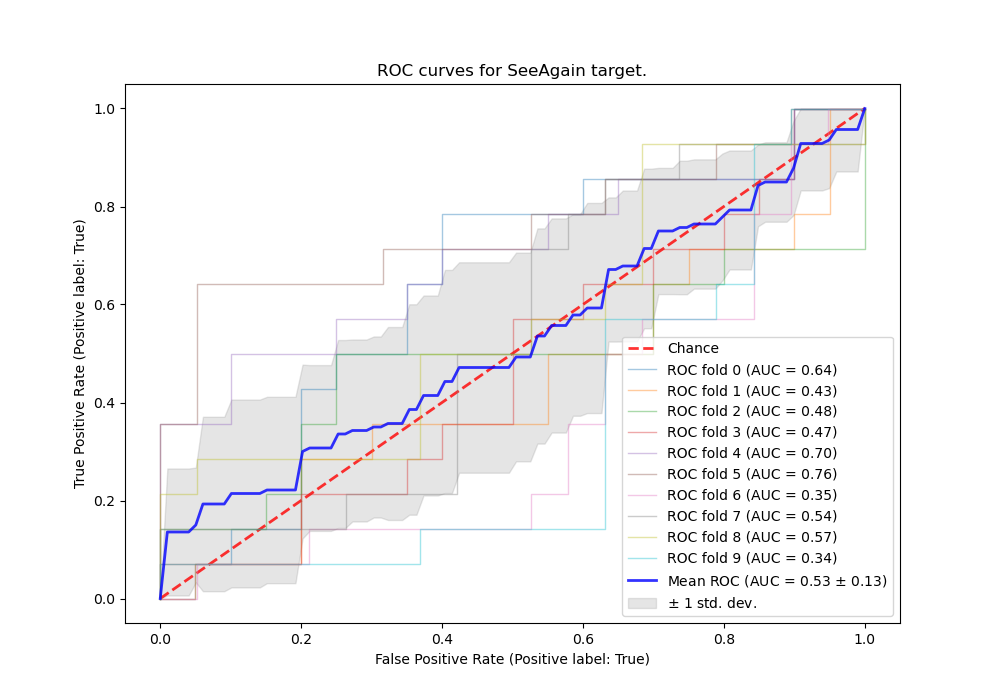 ROC curves for SeeAgain target.
True Positive Rate (Positive label: True)
1.0
0.8
0.6
0.4
0.2
0.0
0.0 0.2 0.4 0.6 0.8 1.0
False Positive Rate (Positive label: True)
Chance
ROC fold 0 (AUC = 0.64)
ROC fold 1 (AUC = 0.43)
ROC fold 2 (AUC = 0.48)
ROC fold 3 (AUC = 0.47)
ROC fold 4 (AUC = 0.70)
ROC fold 5 (AUC = 0.76)
ROC fold 6 (AUC = 0.35)
ROC fold 7 (AUC = 0.54)
ROC fold 8 (AUC = 0.57)
ROC fold 9 (AUC = 0.34)
Mean ROC (AUC = 0.53 ± 0.13)
± 1 std. dev.